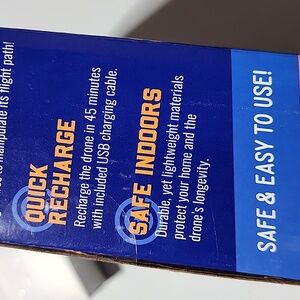 manipulate its flight path!
QUICK
RECHARGE
Recharge the drone in 45 minutes
with included USB charging cable.
SAFE INDOORS
Durable, yet lightweight materials
protect your home and the
drone's longevity.
SAFE & EASY TO USE!